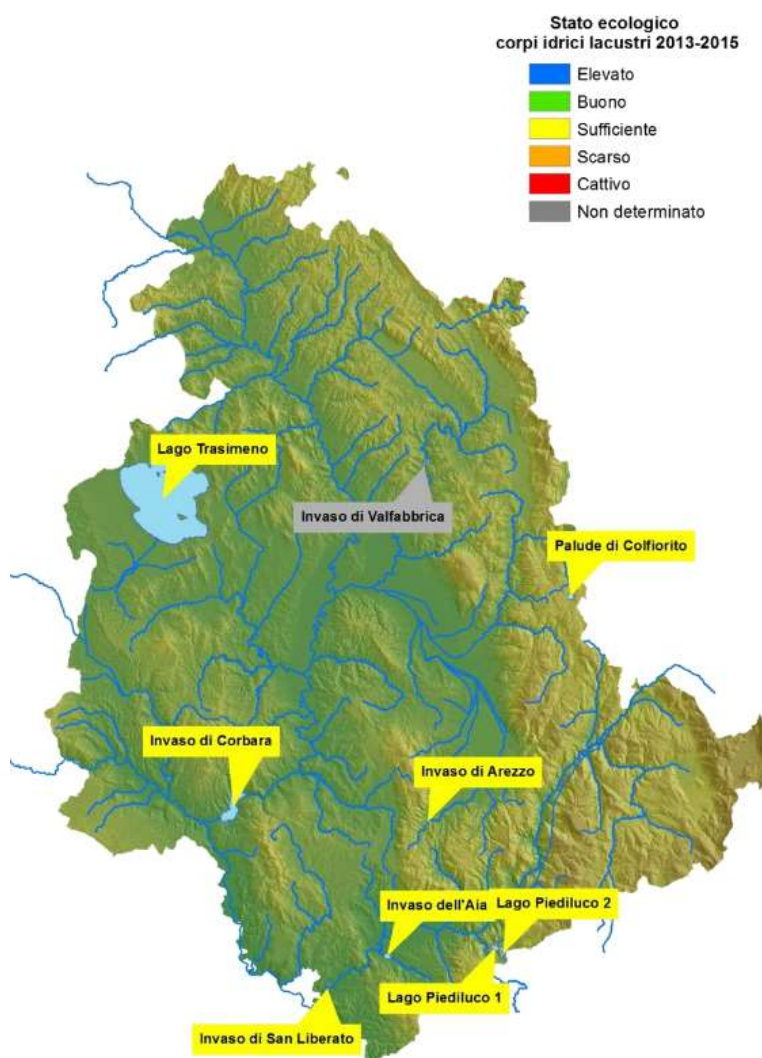 Stato ecologico
corpi idrici lacustri 2013-2015
Elevato
Buono
Sufficiente
Scarso
Cattivo
Non determinato
Lago Trasimeno
Invaso di Valfabbrica
Palude di Colfiorito
Invaso di Corbara
Invaso di Arezzo
Invaso dell'Aia
Lago Piediluco 2
Lago Piediluco 1
Invaso di San Liberato